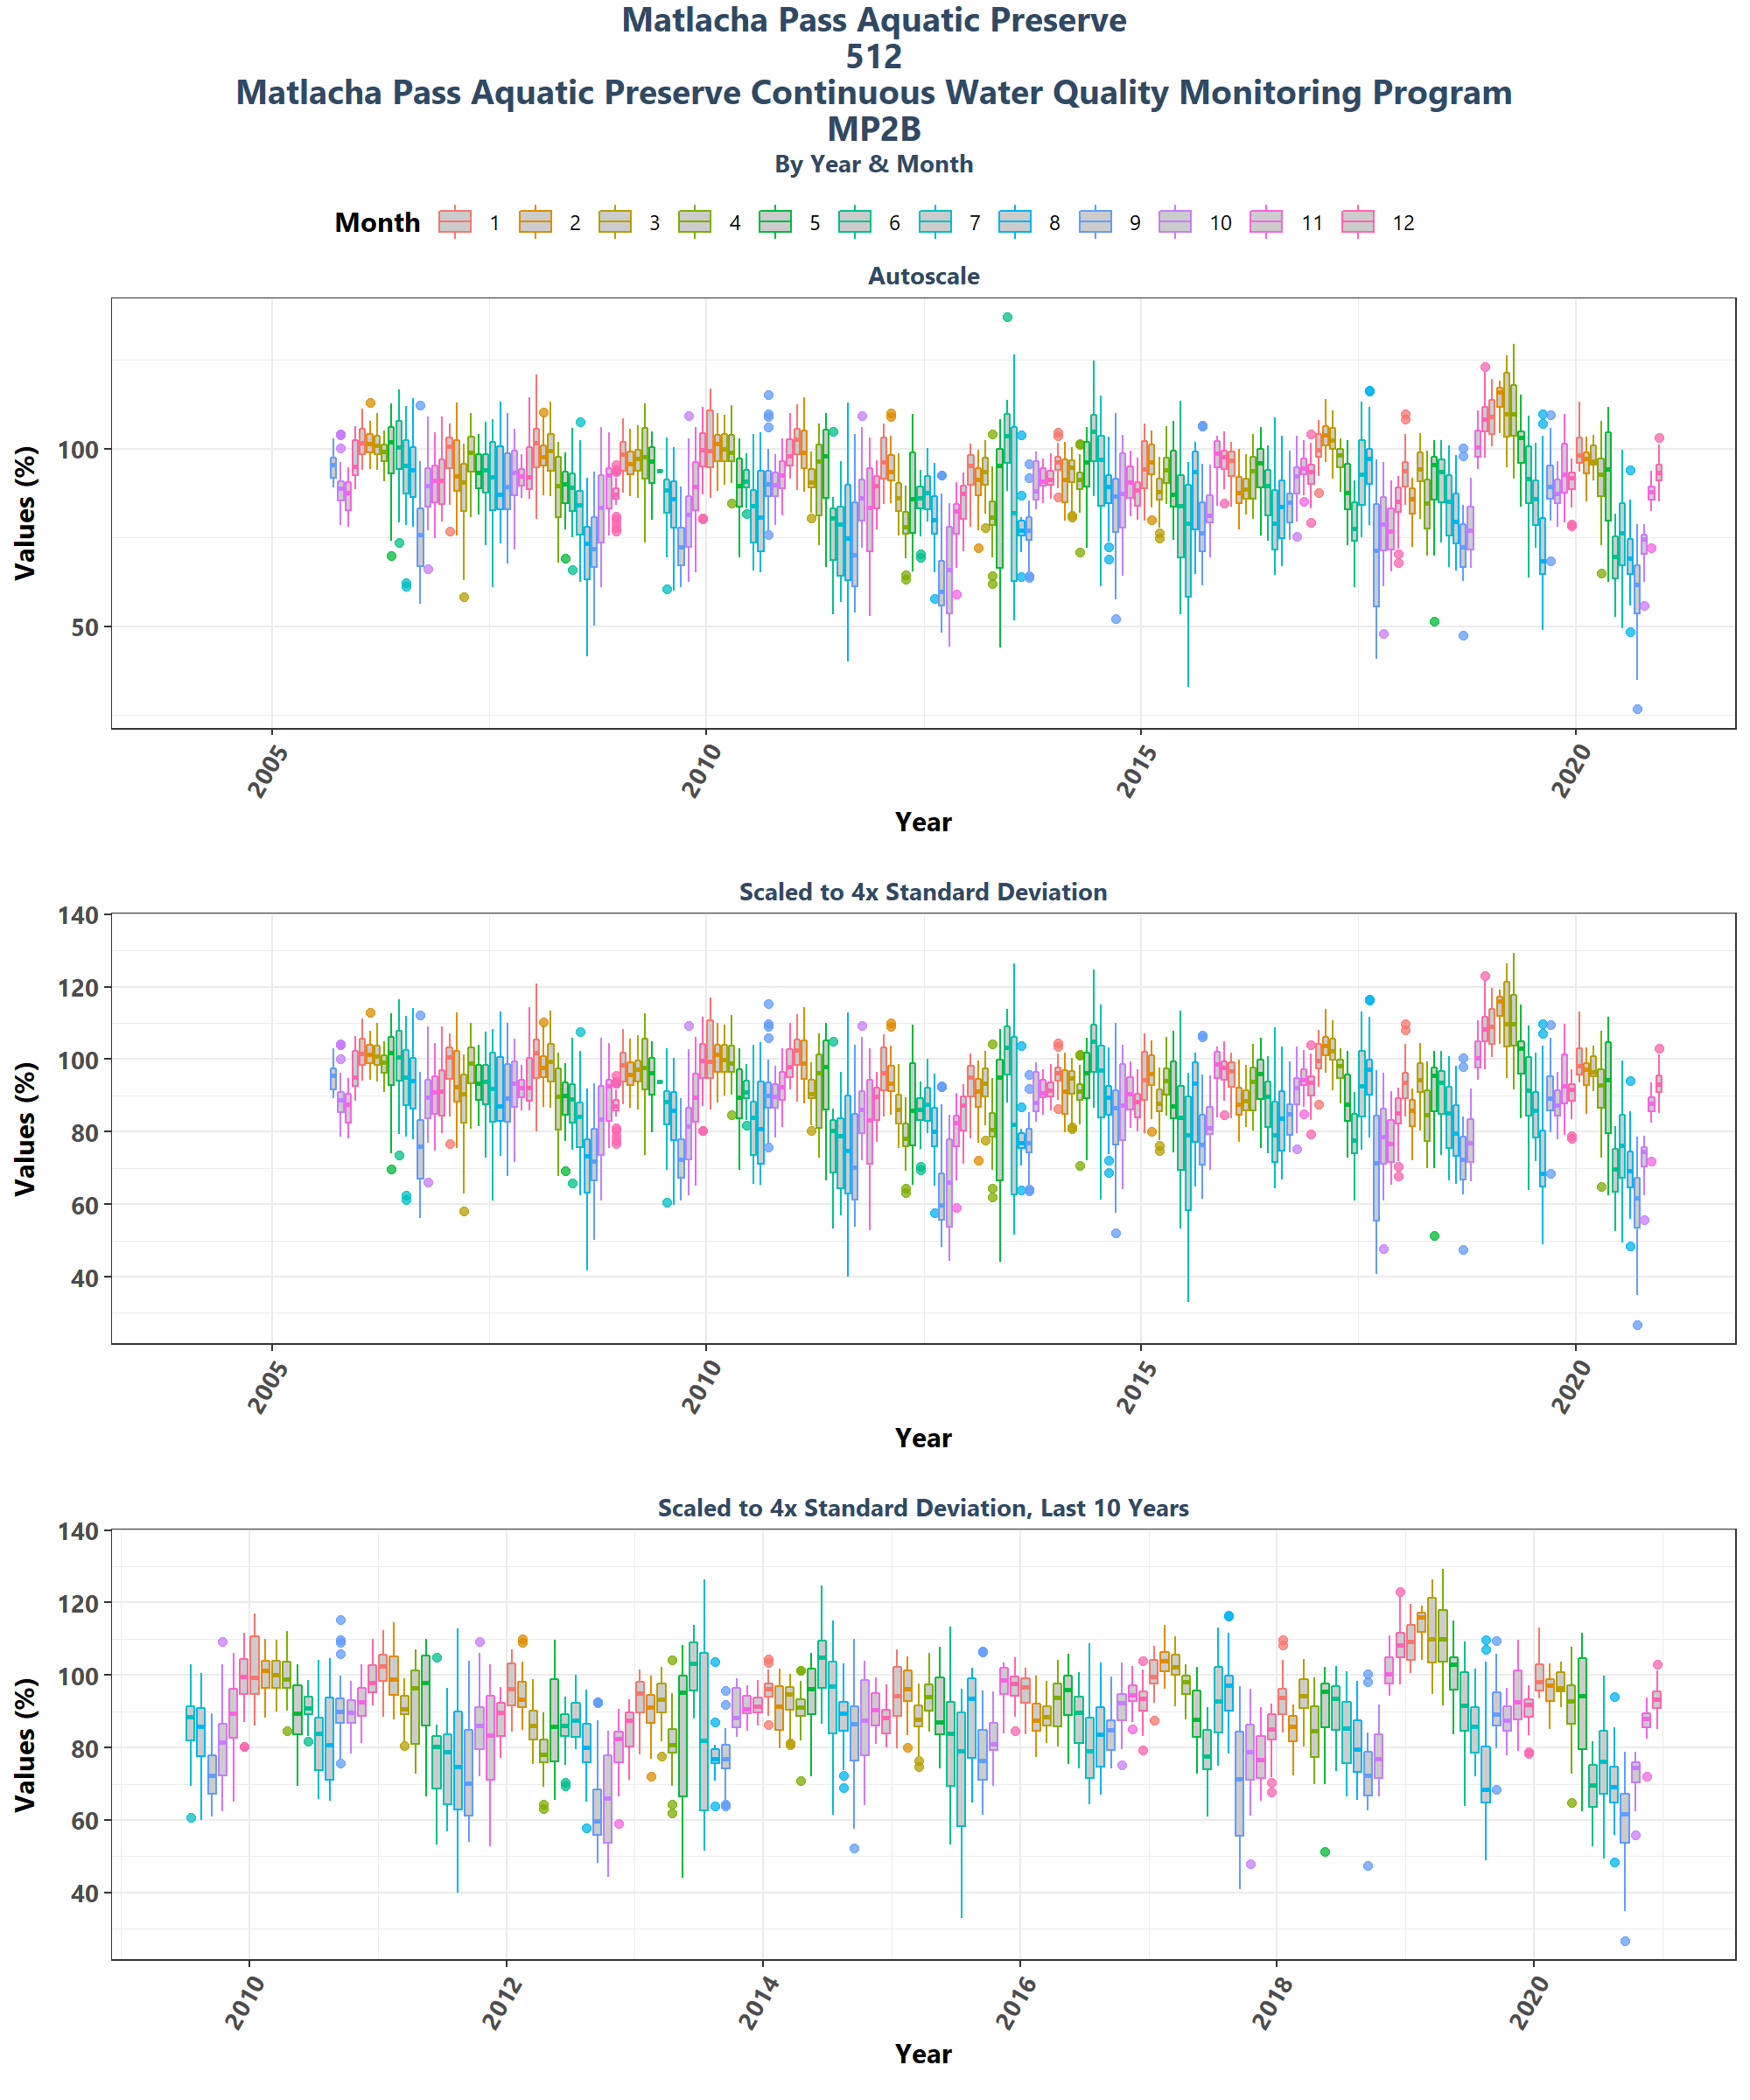 Matlacha Pass Aquatic Preserve
512
Matlacha Pass Aquatic Preserve Continuous Water Quality Monitoring Program
MP2B
By Year & Month
Month 1 2 3 4 5 6 7 8 9 10 11 12
Autoscale
Values (%)
100
50
2005 2010 2015 2020
Year
Scaled to 4x Standard Deviation
Values (%)
140
120
100
80
60
40
2005 2010 2015 2020
Year
Scaled to 4x Standard Deviation, Last 10 Years
Values (%)
140
120
100
80
60
40
2010 2012 2014 2016 2018 2020
Year